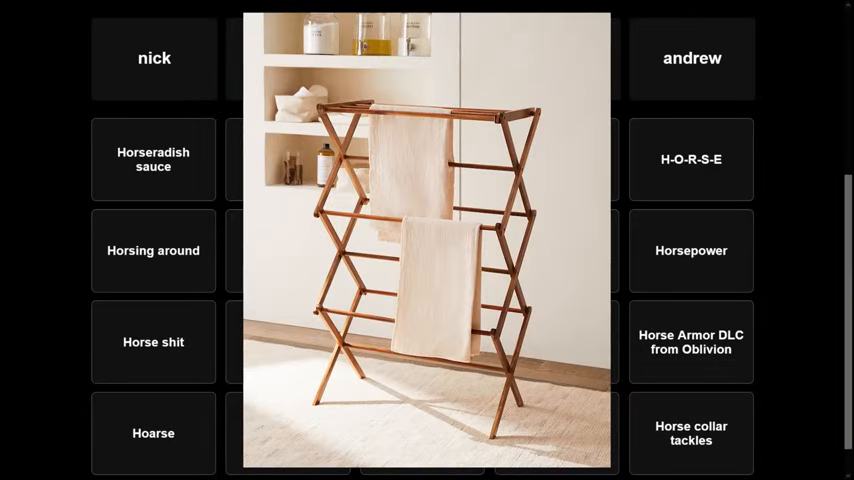 nick
andrew
Horseradish
sauce
H-O-R-S-E
Horsing around
Horsepower
Horse shit
Horse Armor DLC
from Oblivion
Hoarse
Horse collar
tackles